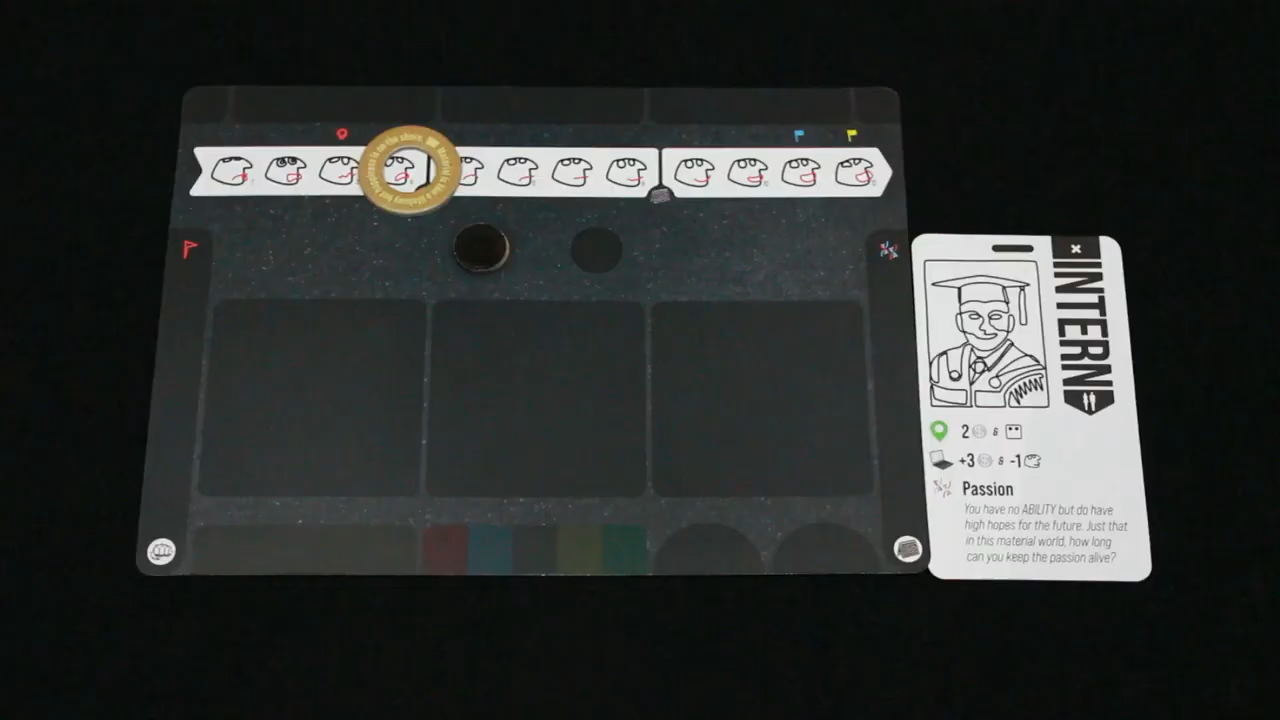 INTERN
2 &
+3 & -1
Passion
You have no ABILITY but do have
high hopes for the future. Just that
in this material world, how long
can you keep the passion alive?